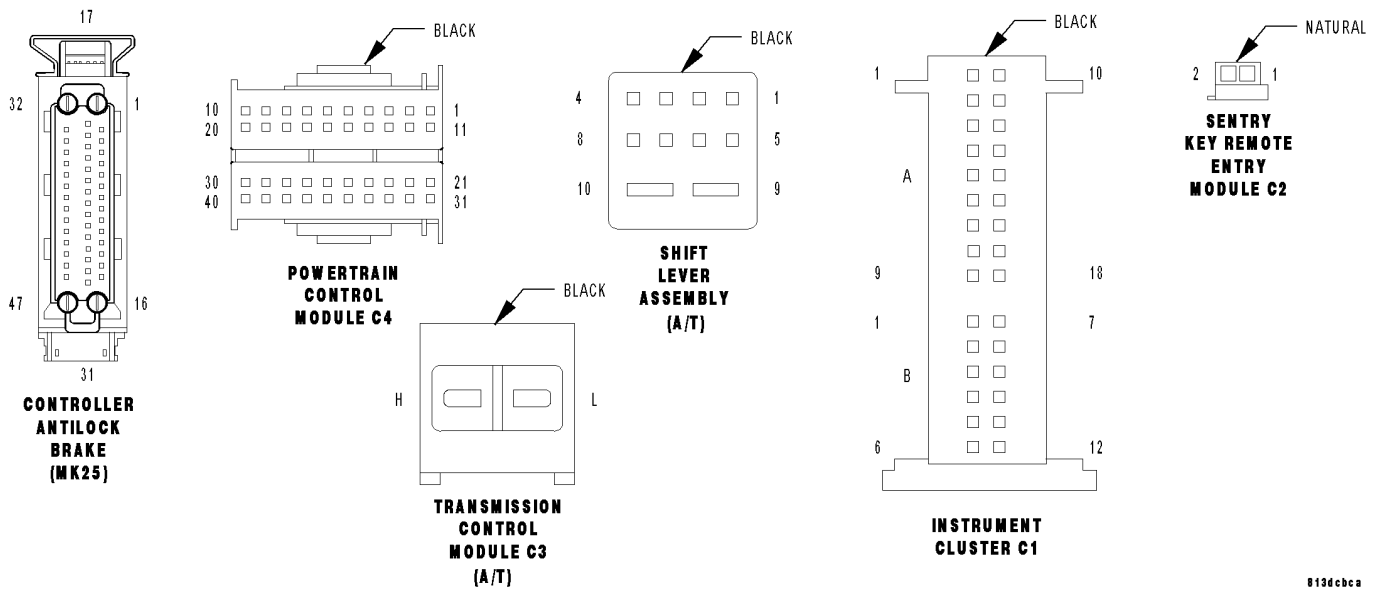 17
32
1
47
16
31
CONTROLLER
ANTILOCK
BRAKE
(MK25)
BLACK
10
1
20
11
30
21
40
31
POWERTRAIN
CONTROL
MODULE C4
BLACK
H
L
TRANSMISSION
CONTROL
MODULE C3
(A/T)
BLACK
4
1
8
5
10
9
SHIFT
LEVER
ASSEMBLY
(A/T)
BLACK
1
10
A
9
18
1
7
B
6
12
INSTRUMENT
CLUSTER C1
NATURAL
2
1
SENTRY
KEY REMOTE
ENTRY
MODULE C2
813dcbca